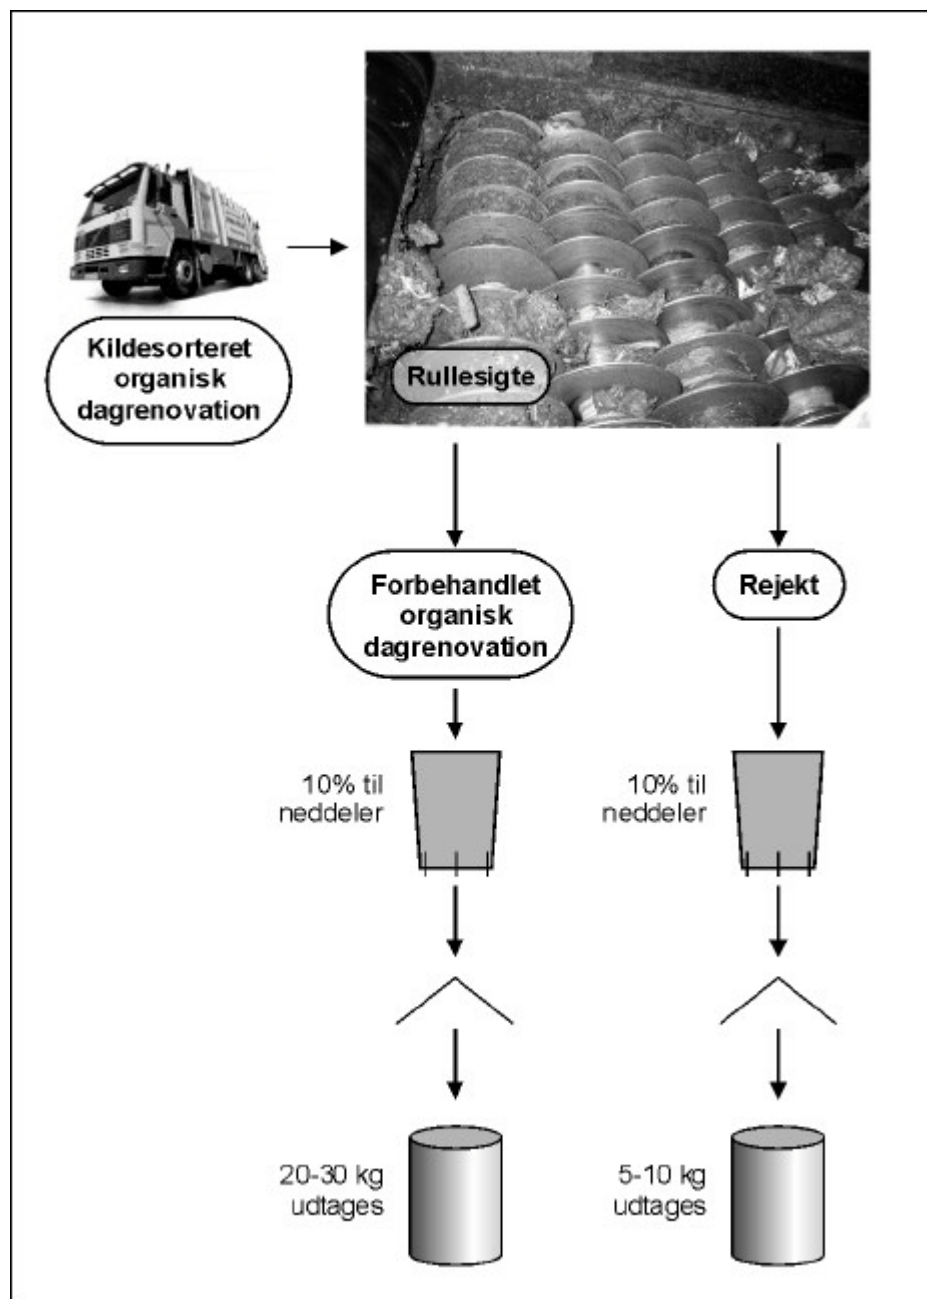 Kildesorteret
organisk
dagrenovation
Rullesigte
Forbehandlet
organisk
dagrenovation
Rejekt
10% til
neddeler
10% til
neddeler
20-30 kg
udtages
5-10 kg
udtages